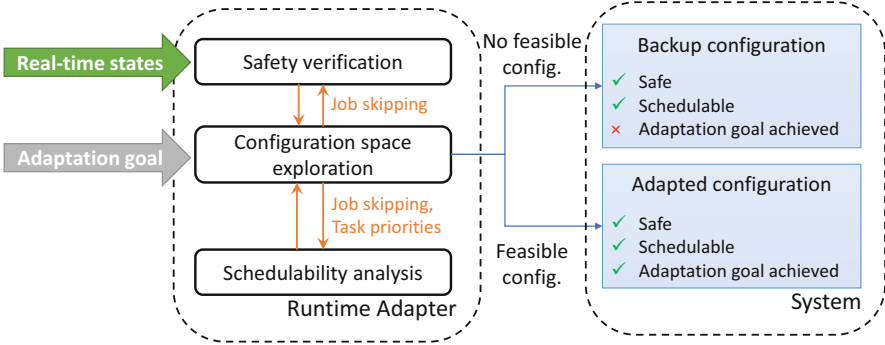 Real-time states
Adaptation goal
Safety verification
Job skipping
Configuration space
exploration
Job skipping,
Task priorities
Schedulability analysis
Runtime Adapter
No feasible
config.
Feasible
config.
Backup configuration
✓ Safe
✓ Schedulable
× Adaptation goal achieved
Adapted configuration
✓ Safe
✓ Schedulable
✓ Adaptation goal achieved
System